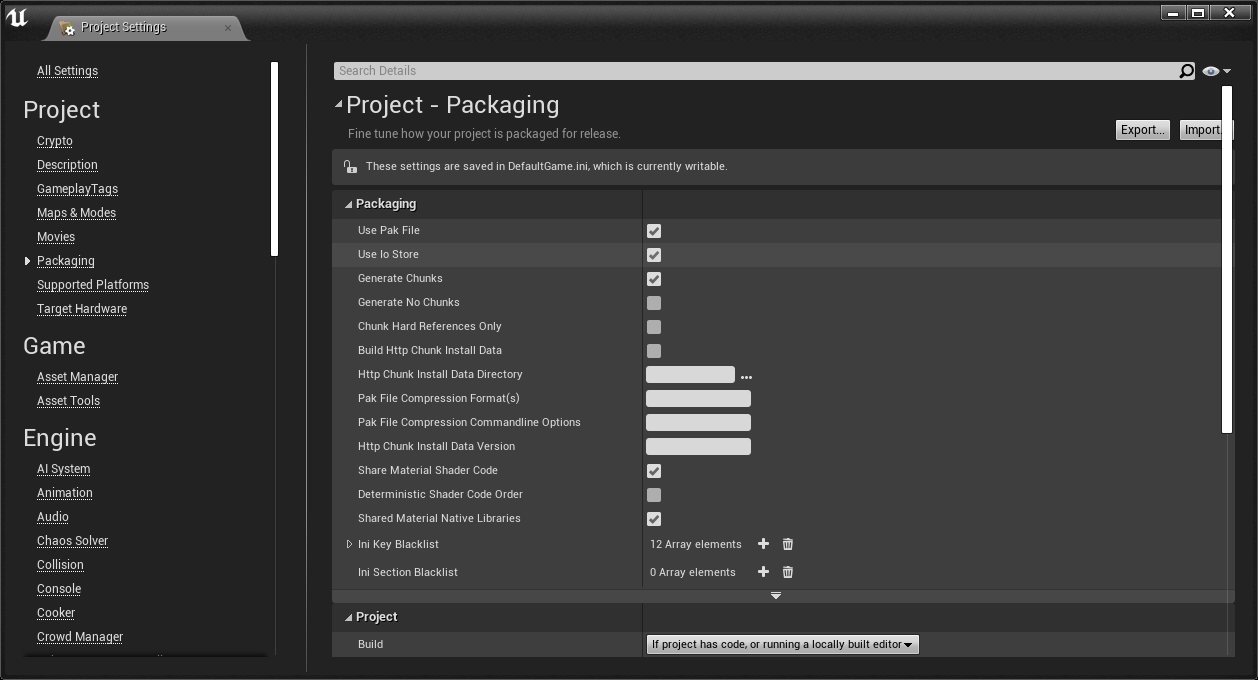 Project Settings
All Settings
Project
Crypto
Description
GameplayTags
Maps & Modes
Movies
Packaging
Supported Platforms
Target Hardware
Game
Asset Manager
Asset Tools
Engine
AI System
Animation
Audio
Chaos Solver
Collision
Console
Cooker
Crowd Manager
Search Details
Project - Packaging
Fine tune how your project is packaged for release.
Export...
Import.
These settings are saved in DefaultGame.ini, which is currently writable.
Packaging
Use Pak File
Use Io Store
Generate Chunks
Generate No Chunks
Chunk Hard References Only
Build Http Chunk Install Data
Http Chunk Install Data Directory
...
Pak File Compression Format(s)
Pak File Compression Commandline Options
Http Chunk Install Data Version
Share Material Shader Code
Deterministic Shader Code Order
Shared Material Native Libraries
Ini Key Blacklist 12 Array elements
Ini Section Blacklist 0 Array elements
Project
Build If project has code, or running a locally built editor